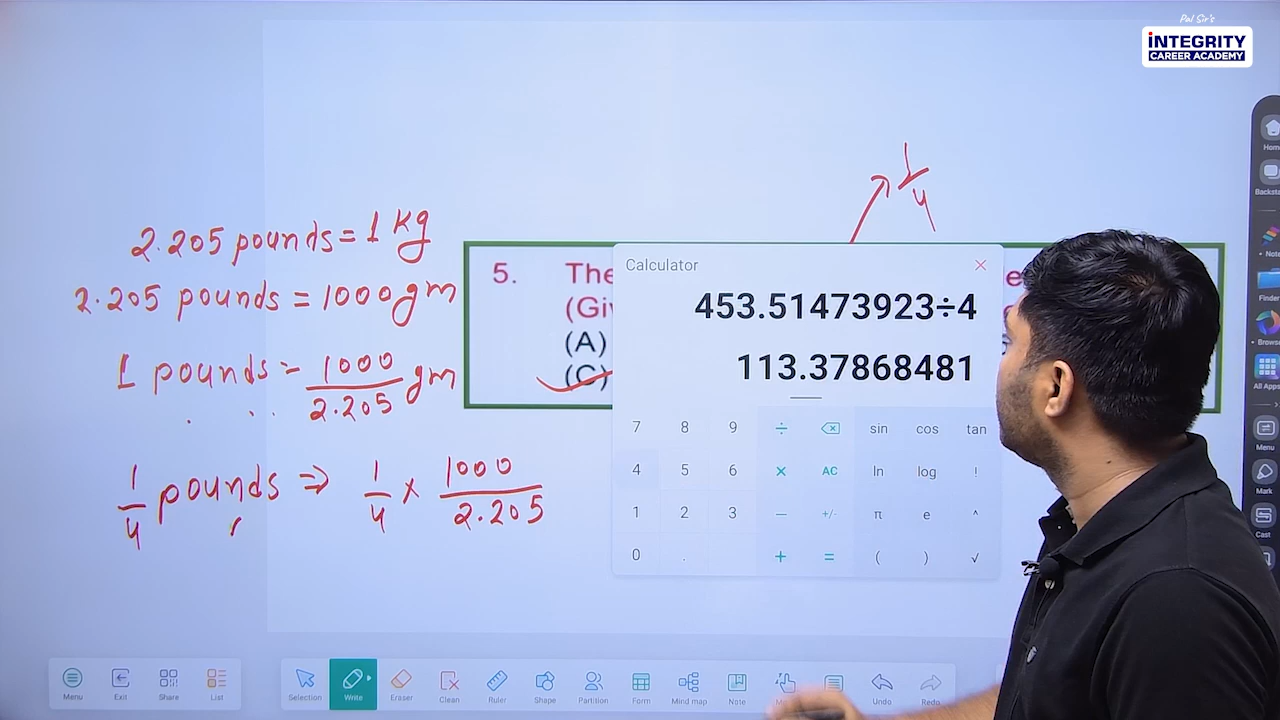 Pal Sir's
INTEGRITY
CAREER ACADEMY
1/4
2.205 pounds = 1 kg
2.205 pounds = 1000 gm
1 pounds = 1000/2.205 gm
1/4 pounds ⇒ 1/4 × 1000/2.205
5. The
(A)
(C)
Calculator
453.51473923÷4
113.37868481
7 8 9 ÷ sin cos tan
4 5 6 × AC ln log !
1 2 3 − +/- π e ^
0 . + = ( ) √
Home
Finder
All Apps
Menu
Mark
Cast
Menu Exit Share List
Selection Write Eraser Clean Ruler Shape Partition Form Mind map Note Undo Redo